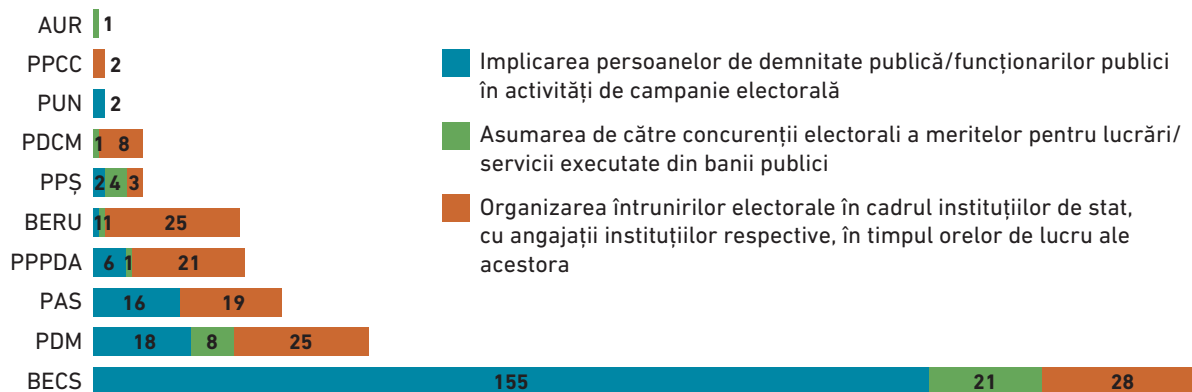 AUR 1
PPCC 2
PUN 2
PDCM 1 8
PPȘ 2 4 3
BERU 1 1 25
PPPDA 6 1 21
PAS 16 19
PDM 18 8 25
BECS 155 21 28
Implicarea persoanelor de demnitate publică/funcționarilor publici
în activități de campanie electorală
Asumarea de către concurenții electorali a meritelor pentru lucrări/
servicii executate din banii publici
Organizarea întrunirilor electorale în cadrul instituțiilor de stat,
cu angajații instituțiilor respective, în timpul orelor de lucru ale
acestora